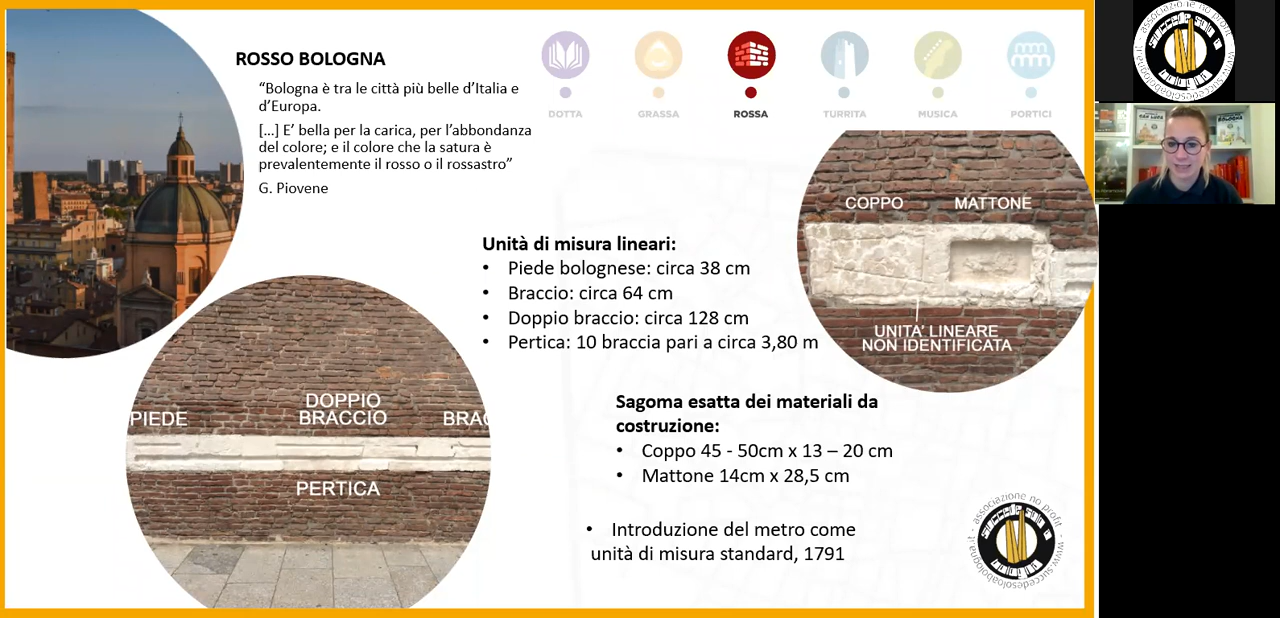 ROSSO BOLOGNA
“Bologna è tra le città più belle d’Italia e
d’Europa.
[…] E’ bella per la carica, per l’abbondanza
del colore; e il colore che la satura è
prevalentemente il rosso o il rossastro”
G. Piovene
DOTTA
GRASSA
ROSSA
TURRITA
MUSICA
PORTICI
COPPO
MATTONE
UNITA’ LINEARE
NON IDENTIFICATA
Unità di misura lineari:
• Piede bolognese: circa 38 cm
• Braccio: circa 64 cm
• Doppio braccio: circa 128 cm
• Pertica: 10 braccia pari a circa 3,80 m
PIEDE
DOPPIO
BRACCIO
BRAC
PERTICA
Sagoma esatta dei materiali da
costruzione:
• Coppo 45 - 50cm x 13 – 20 cm
• Mattone 14cm x 28,5 cm
• Introduzione del metro come
unità di misura standard, 1791
associazione no profit
www.succedesoloabologna.it
associazione no profit